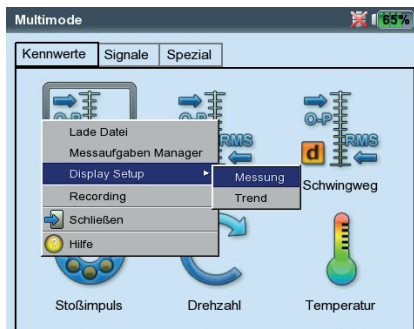 Multimode
65%
Kennwerte Signale Spezial
O-P
O-P
O-P
RMS
RMS
d
Lade Datei
Messaufgaben Manager
Display Setup
Messung
Schwingweg
Recording
Trend
Schließen
? Hilfe
Stoßimpuls Drehzahl Temperatur